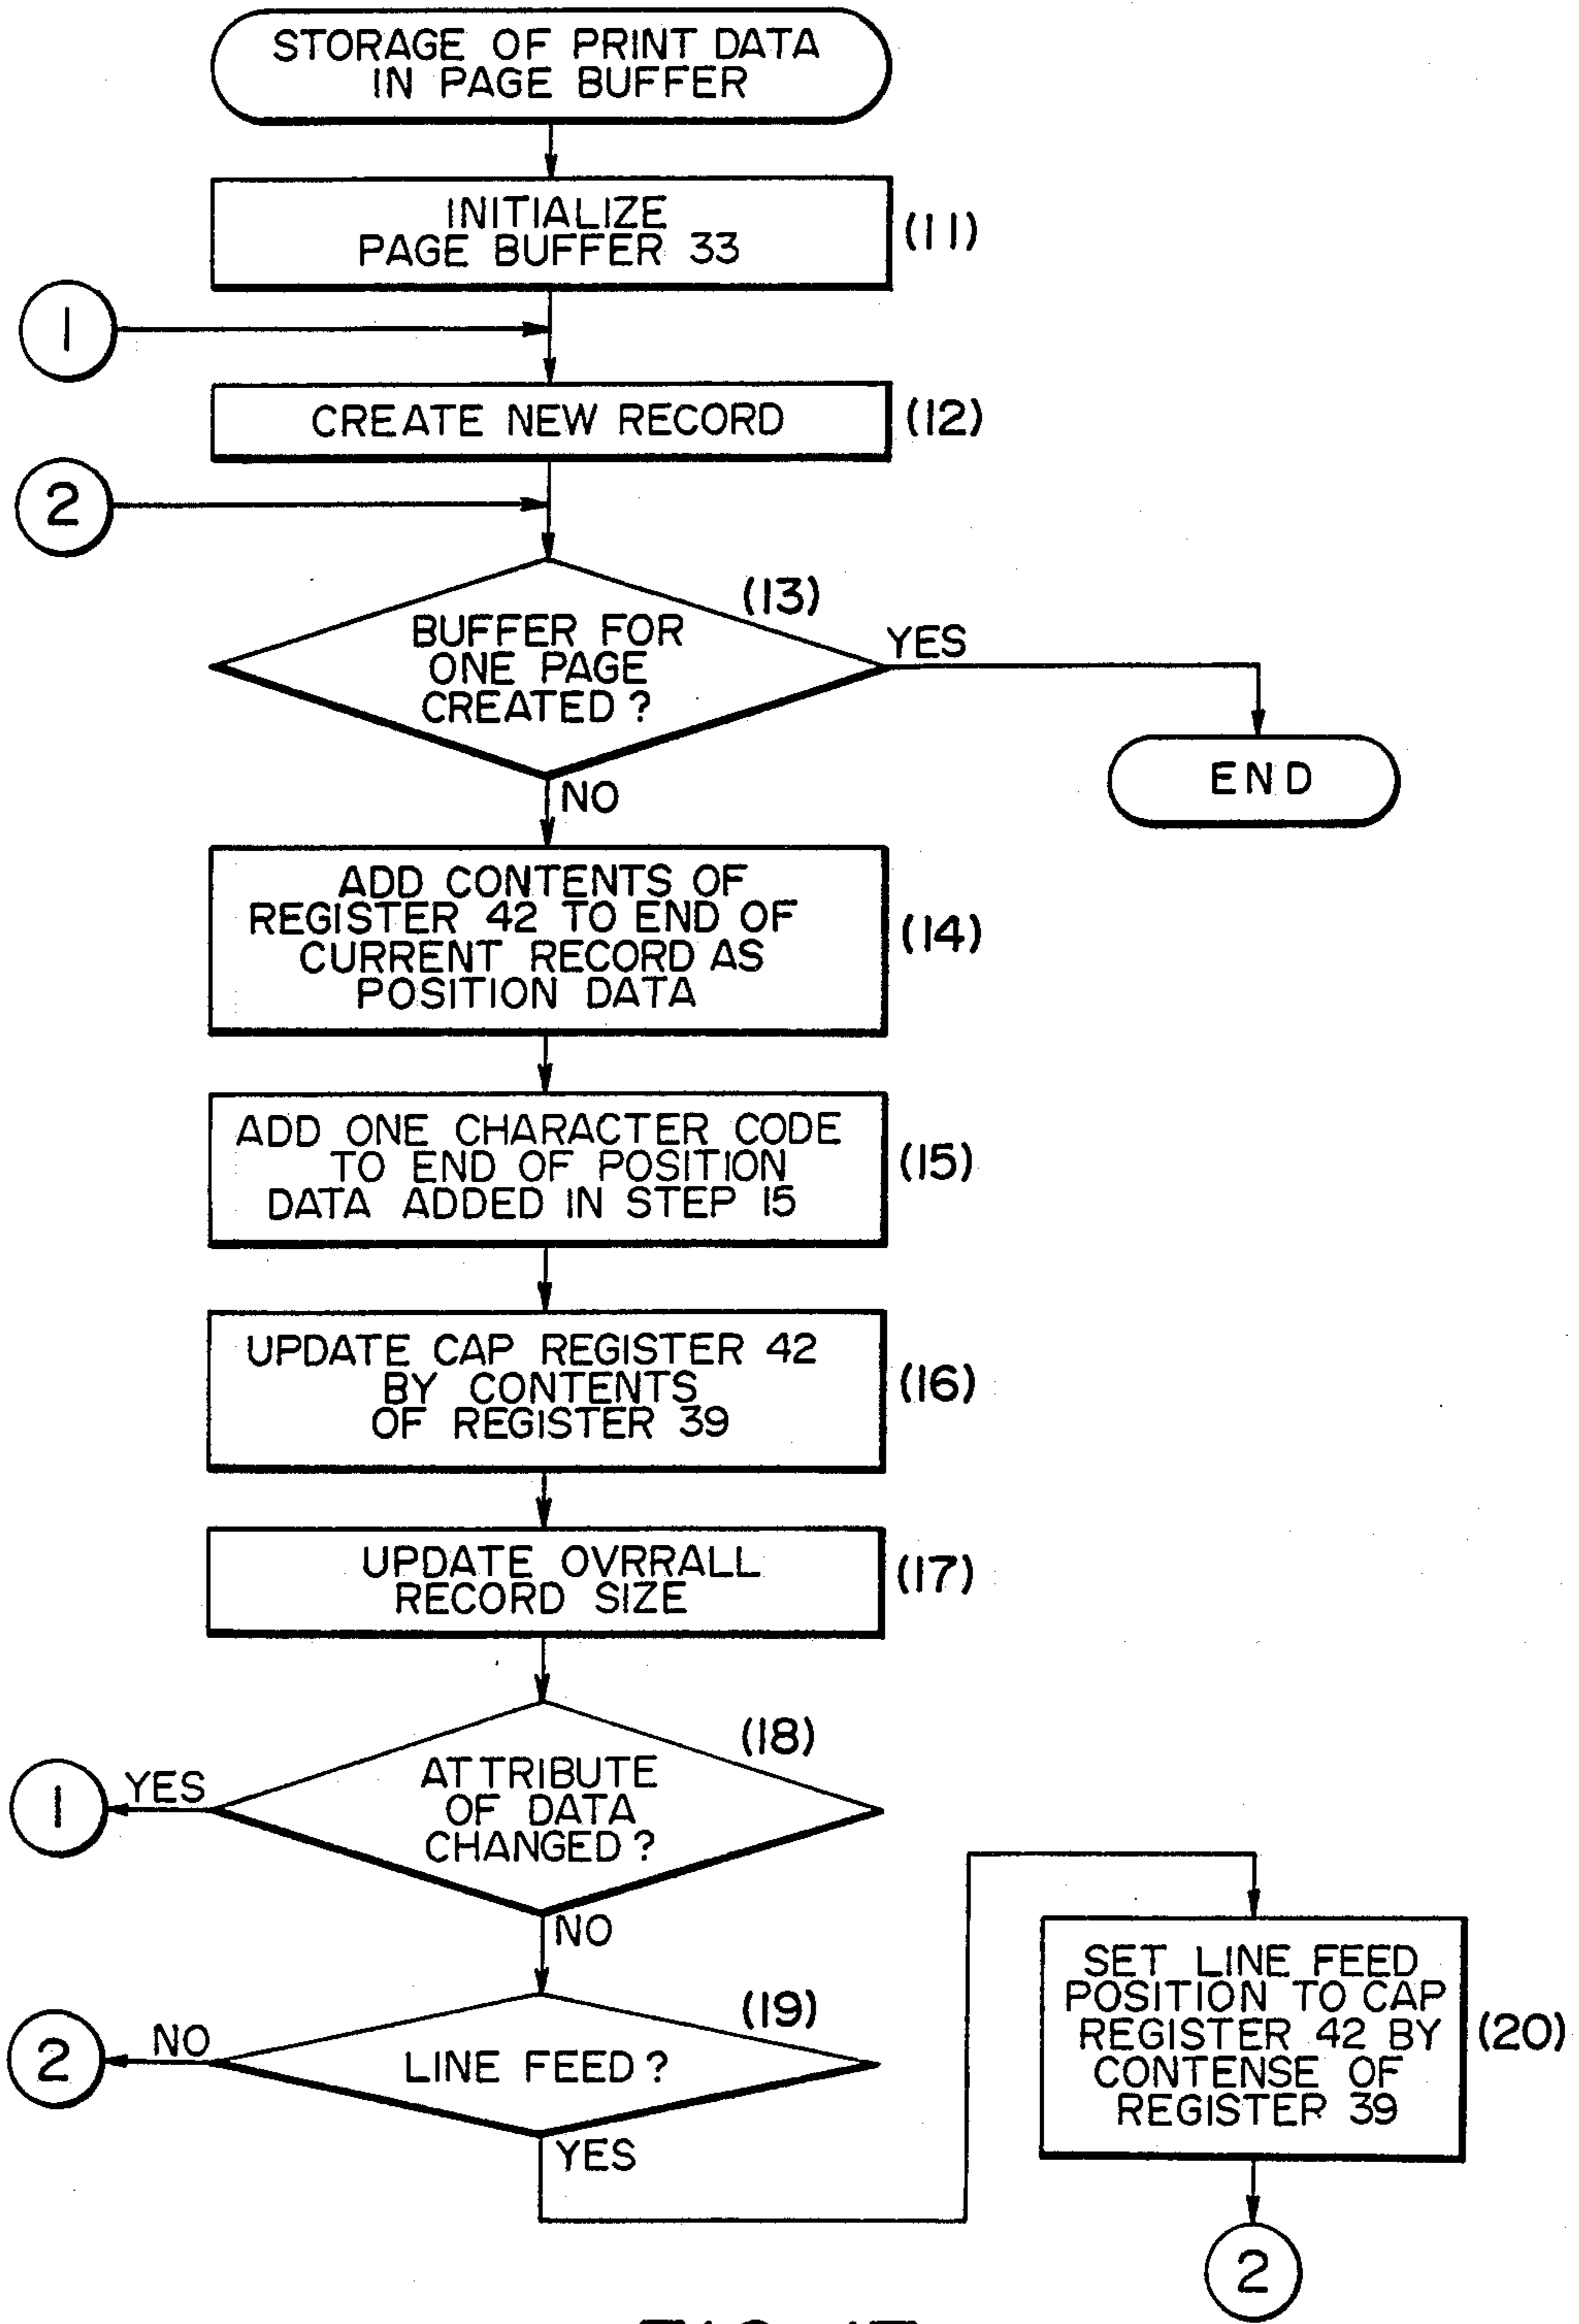 STORAGE OF PRINT DATA
IN PAGE BUFFER
INITIALIZE
PAGE BUFFER 33
(11)
1
CREATE NEW RECORD
(12)
2
(13)
BUFFER FOR
ONE PAGE
CREATED?
YES
END
NO
ADD CONTENTS OF
REGISTER 42 TO END OF
CURRENT RECORD AS
POSITION DATA
(14)
ADD ONE CHARACTER CODE
TO END OF POSITION
DATA ADDED IN STEP 15
(15)
UPDATE CAP REGISTER 42
BY CONTENTS
OF REGISTER 39
(16)
UPDATE OVRRALL
RECORD SIZE
(17)
(18)
ATTRIBUTE
OF DATA
CHANGED?
YES
1
NO
(19)
LINE FEED?
NO
2
YES
SET LINE FEED
POSITION TO CAP
REGISTER 42 BY
CONTENSE OF
REGISTER 39
(20)
2